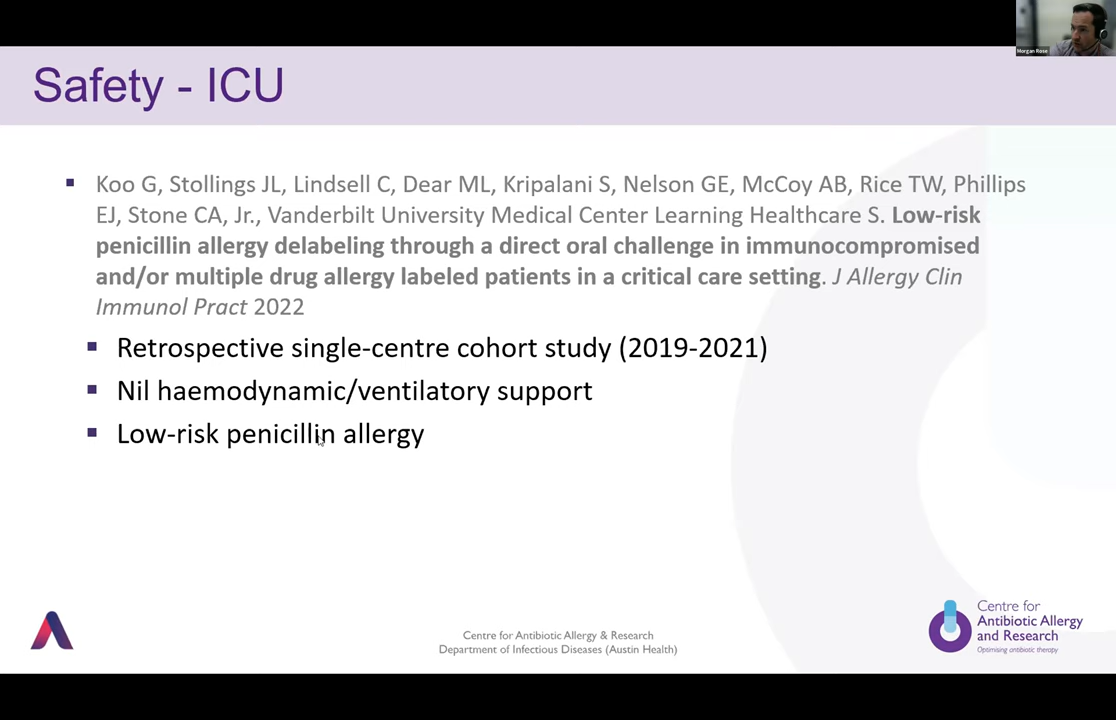 Morgan Rose
Safety - ICU
Koo G, Stollings JL, Lindsell C, Dear ML, Kripalani S, Nelson GE, McCoy AB, Rice TW, Phillips
EJ, Stone CA, Jr., Vanderbilt University Medical Center Learning Healthcare S. Low-risk
penicillin allergy delabeling through a direct oral challenge in immunocompromised
and/or multiple drug allergy labeled patients in a critical care setting. J Allergy Clin
Immunol Pract 2022
Retrospective single-centre cohort study (2019-2021)
Nil haemodynamic/ventilatory support
Low-risk penicillin allergy
Centre for Antibiotic Allergy & Research
Department of Infectious Diseases (Austin Health)
Centre for
Antibiotic Allergy
and Research
Optimising antibiotic therapy